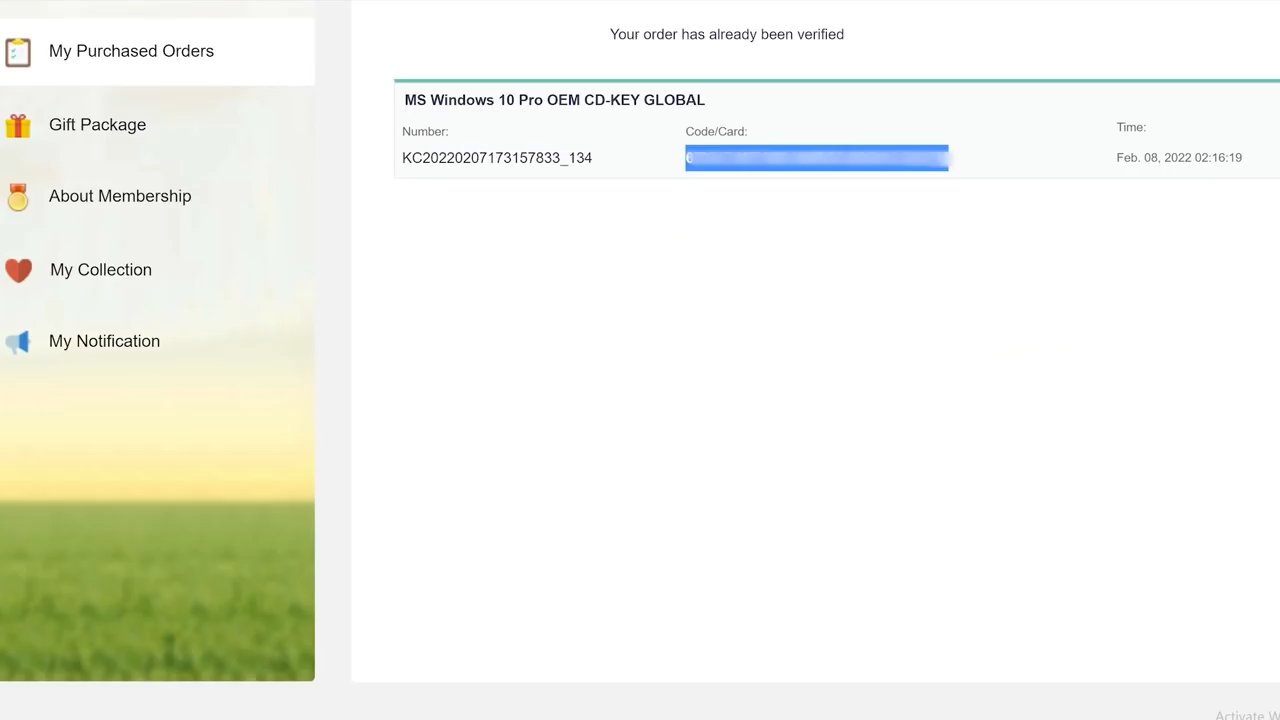 My Purchased Orders
Gift Package
About Membership
My Collection
My Notification
Your order has already been verified
MS Windows 10 Pro OEM CD-KEY GLOBAL
Number:
Code/Card:
Time:
KC20220207173157833_134
Feb. 08, 2022 02:16:19
Activate